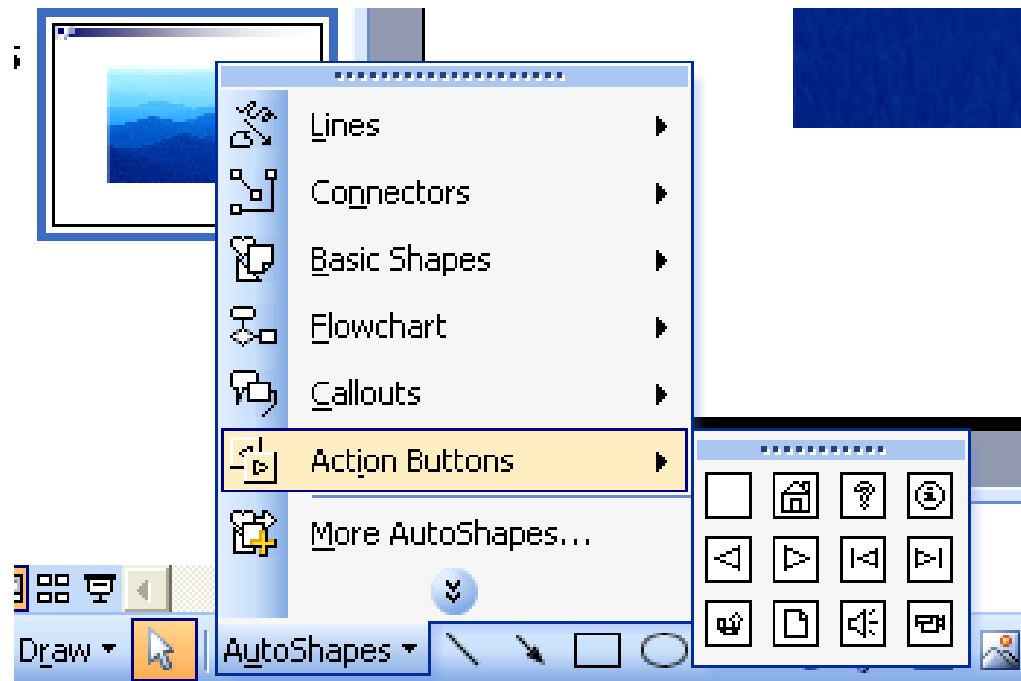 Lines
Connectors
Basic Shapes
Flowchart
Callouts
Action Buttons
More AutoShapes...
Draw
AutoShapes